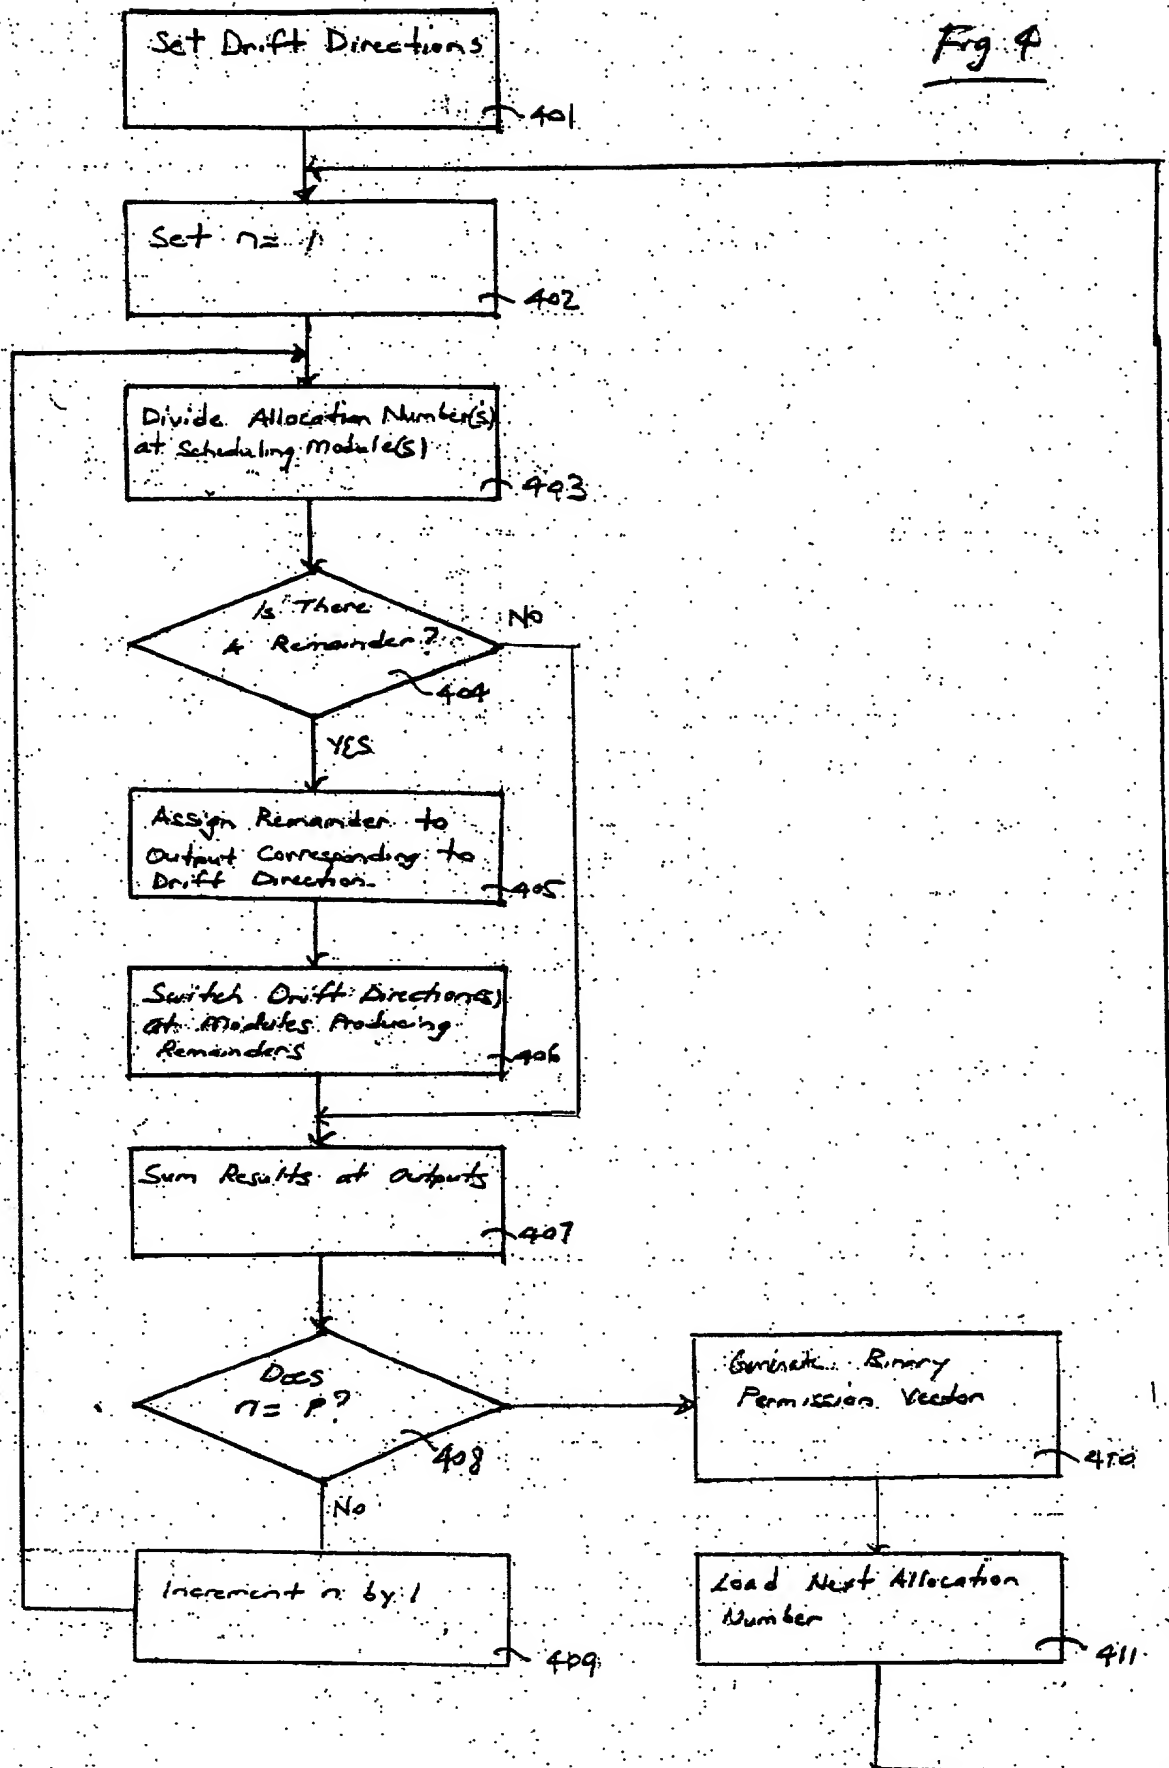 Fig 4
Set Drift Directions
401
Set n= 1
402
Divide Allocation Number(s)
at Scheduling Module(s)
403
Is There
A Remainder?
NO
404
YES
Assign Remainder to
Output Corresponding to
Drift Direction.
405
Switch Drift Direction(s)
at Modules Producing
Remainders
406
Sum Results at Outputs
407
Does
n= P?
408
No
Increment n by 1
409
Generate Binary
Permission Vector
410
Load Next Allocation
Number
411